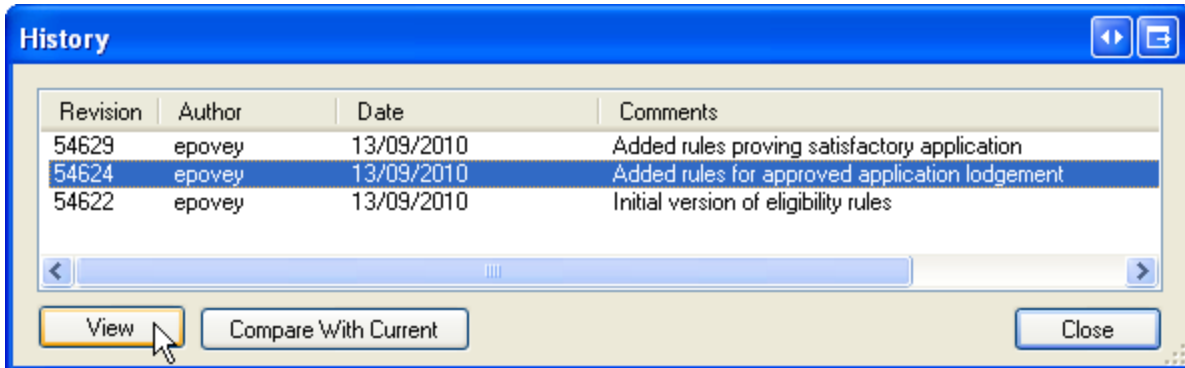 History
Revision Author Date Comments
54629 epovey 13/09/2010 Added rules proving satisfactory application
54624 epovey 13/09/2010 Added rules for approved application lodgement
54622 epovey 13/09/2010 Initial version of eligibility rules
View Compare With Current Close